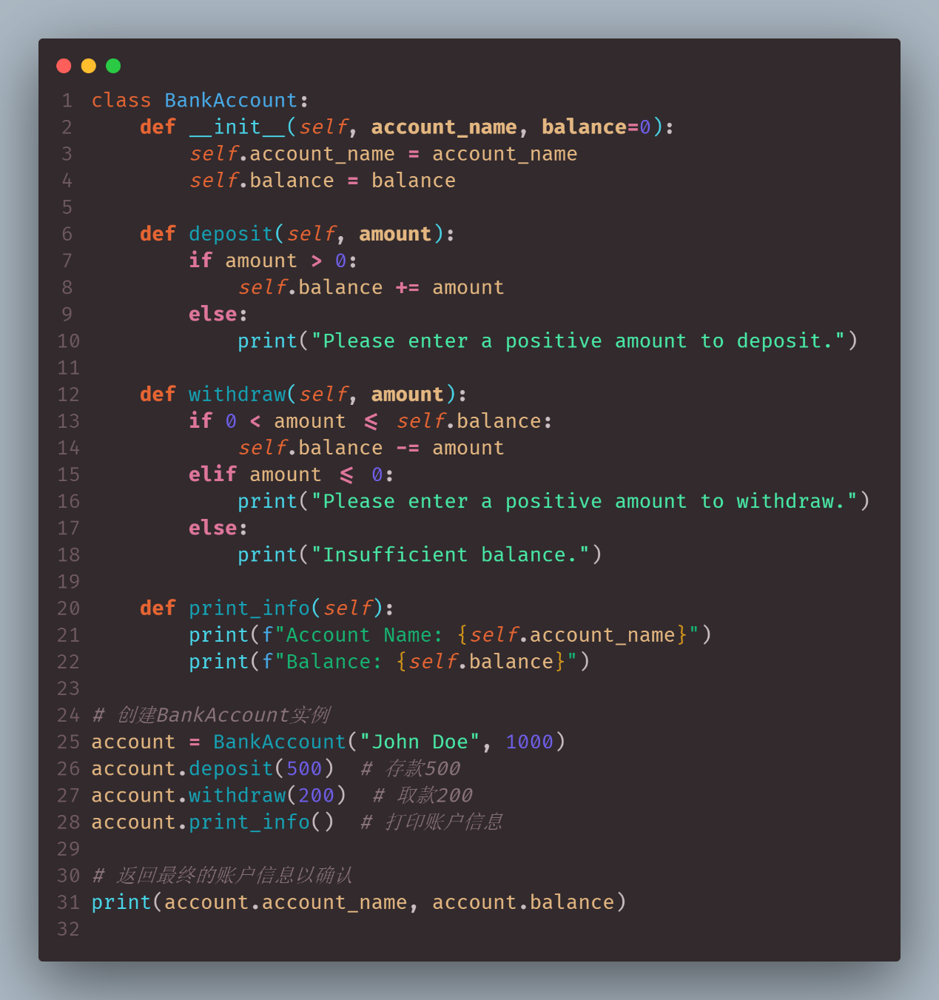 1 class BankAccount:
2     def __init__(self, account_name, balance=0):
3         self.account_name = account_name
4         self.balance = balance
5
6     def deposit(self, amount):
7         if amount > 0:
8             self.balance += amount
9         else:
10             print("Please enter a positive amount to deposit.")
11
12     def withdraw(self, amount):
13         if 0 < amount <= self.balance:
14             self.balance -= amount
15         elif amount <= 0:
16             print("Please enter a positive amount to withdraw.")
17         else:
18             print("Insufficient balance.")
19
20     def print_info(self):
21         print(f"Account Name: {self.account_name}")
22         print(f"Balance: {self.balance}")
23
24 # 创建BankAccount实例
25 account = BankAccount("John Doe", 1000)
26 account.deposit(500)  # 存款500
27 account.withdraw(200)  # 取款200
28 account.print_info()  # 打印账户信息
29
30 # 返回最终的账户信息以确认
31 print(account.account_name, account.balance)
32